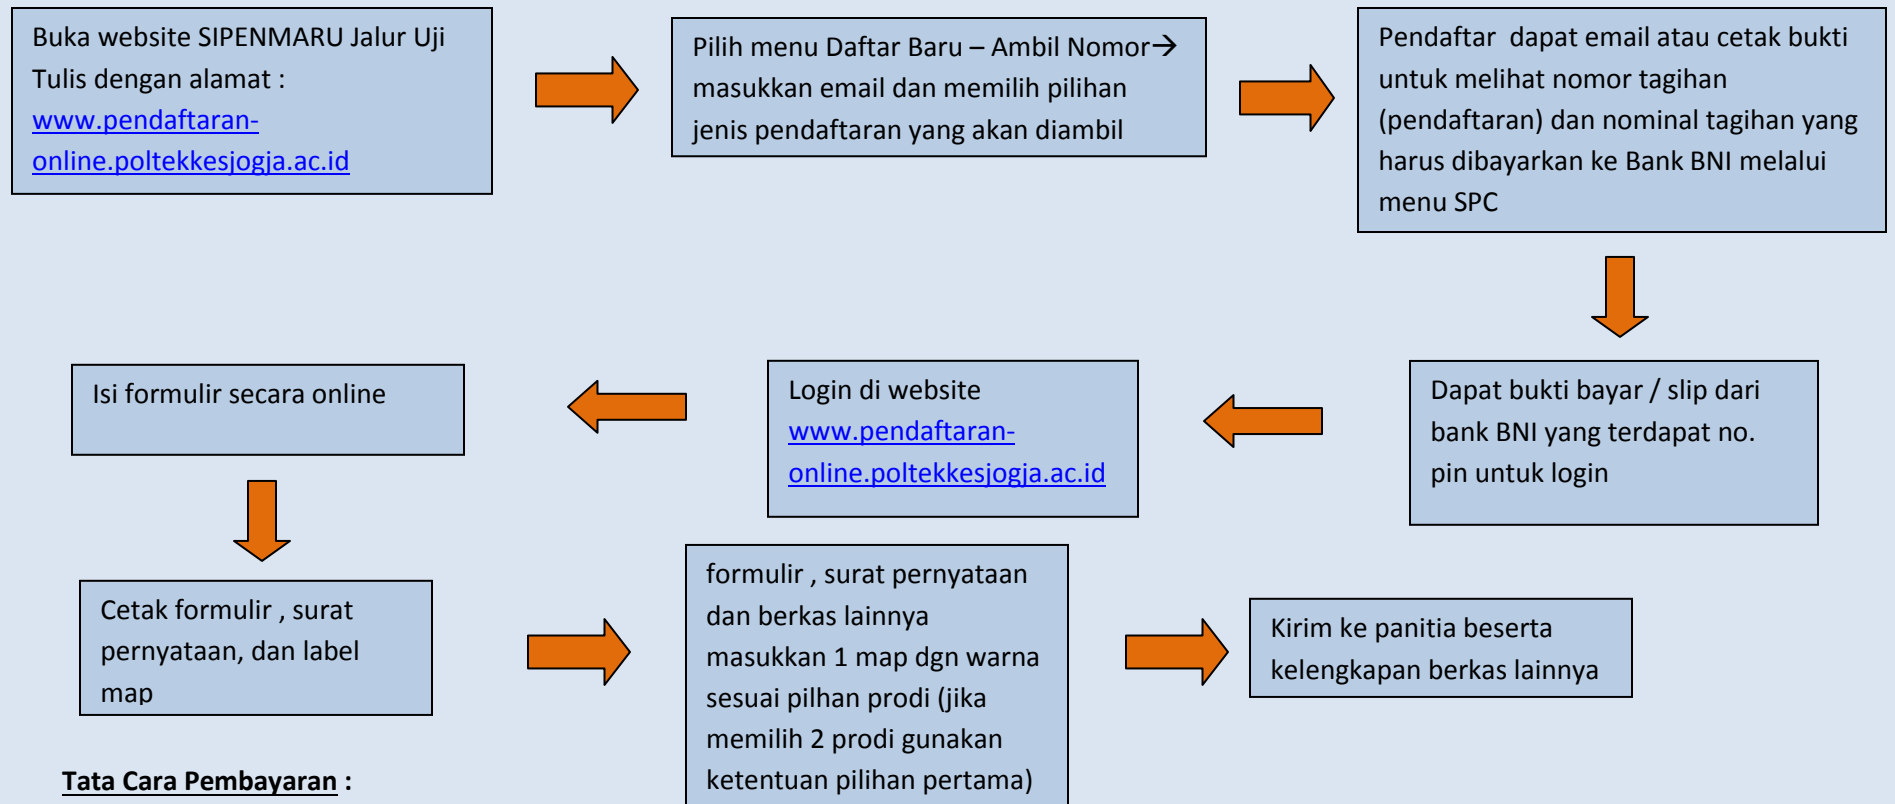 Buka website SIPENMARU Jalur Uji
Tulis dengan alamat :
www.pendaftaran-
online.poltekkesjogja.ac.id
Pilih menu Daftar Baru – Ambil Nomor→
masukkan email dan memilih pilihan
jenis pendaftaran yang akan diambil
Pendaftar dapat email atau cetak bukti
untuk melihat nomor tagihan
(pendaftaran) dan nominal tagihan yang
harus dibayarkan ke Bank BNI melalui
menu SPC
Dapat bukti bayar / slip dari
bank BNI yang terdapat no.
pin untuk login
Login di website
www.pendaftaran-
online.poltekkesjogja.ac.id
Isi formulir secara online
Cetak formulir , surat
pernyataan, dan label
map
formulir , surat pernyataan
dan berkas lainnya
masukkan 1 map dgn warna
sesuai pilhan prodi (jika
memilih 2 prodi gunakan
ketentuan pilihan pertama)
Kirim ke panitia beserta
kelengkapan berkas lainnya
Tata Cara Pembayaran :